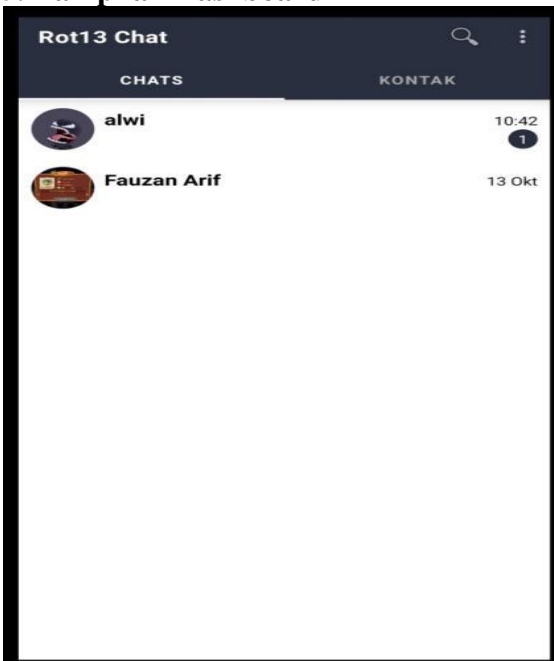 Rot13 Chat
CHATS KONTAK
alwi 10:42
1
Fauzan Arif 13 Okt